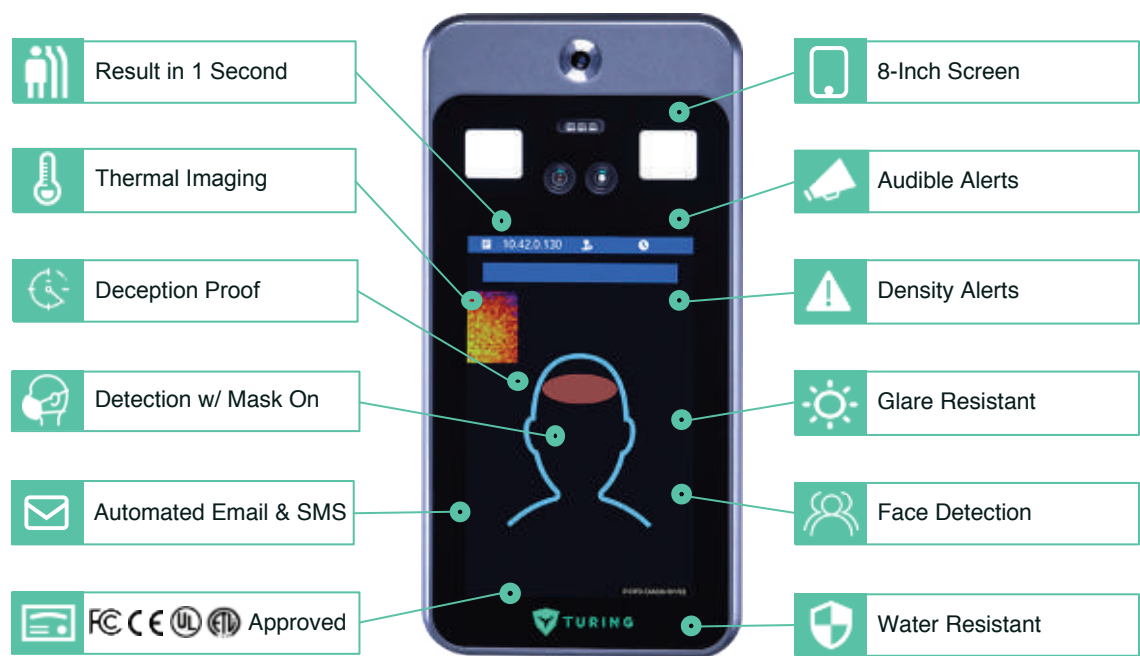 Result in 1 Second
Thermal Imaging
Deception Proof
Detection w/ Mask On
Automated Email & SMS
FC CE UL ETL Approved
10.42.0.130
TURING
8-Inch Screen
Audible Alerts
Density Alerts
Glare Resistant
Face Detection
Water Resistant